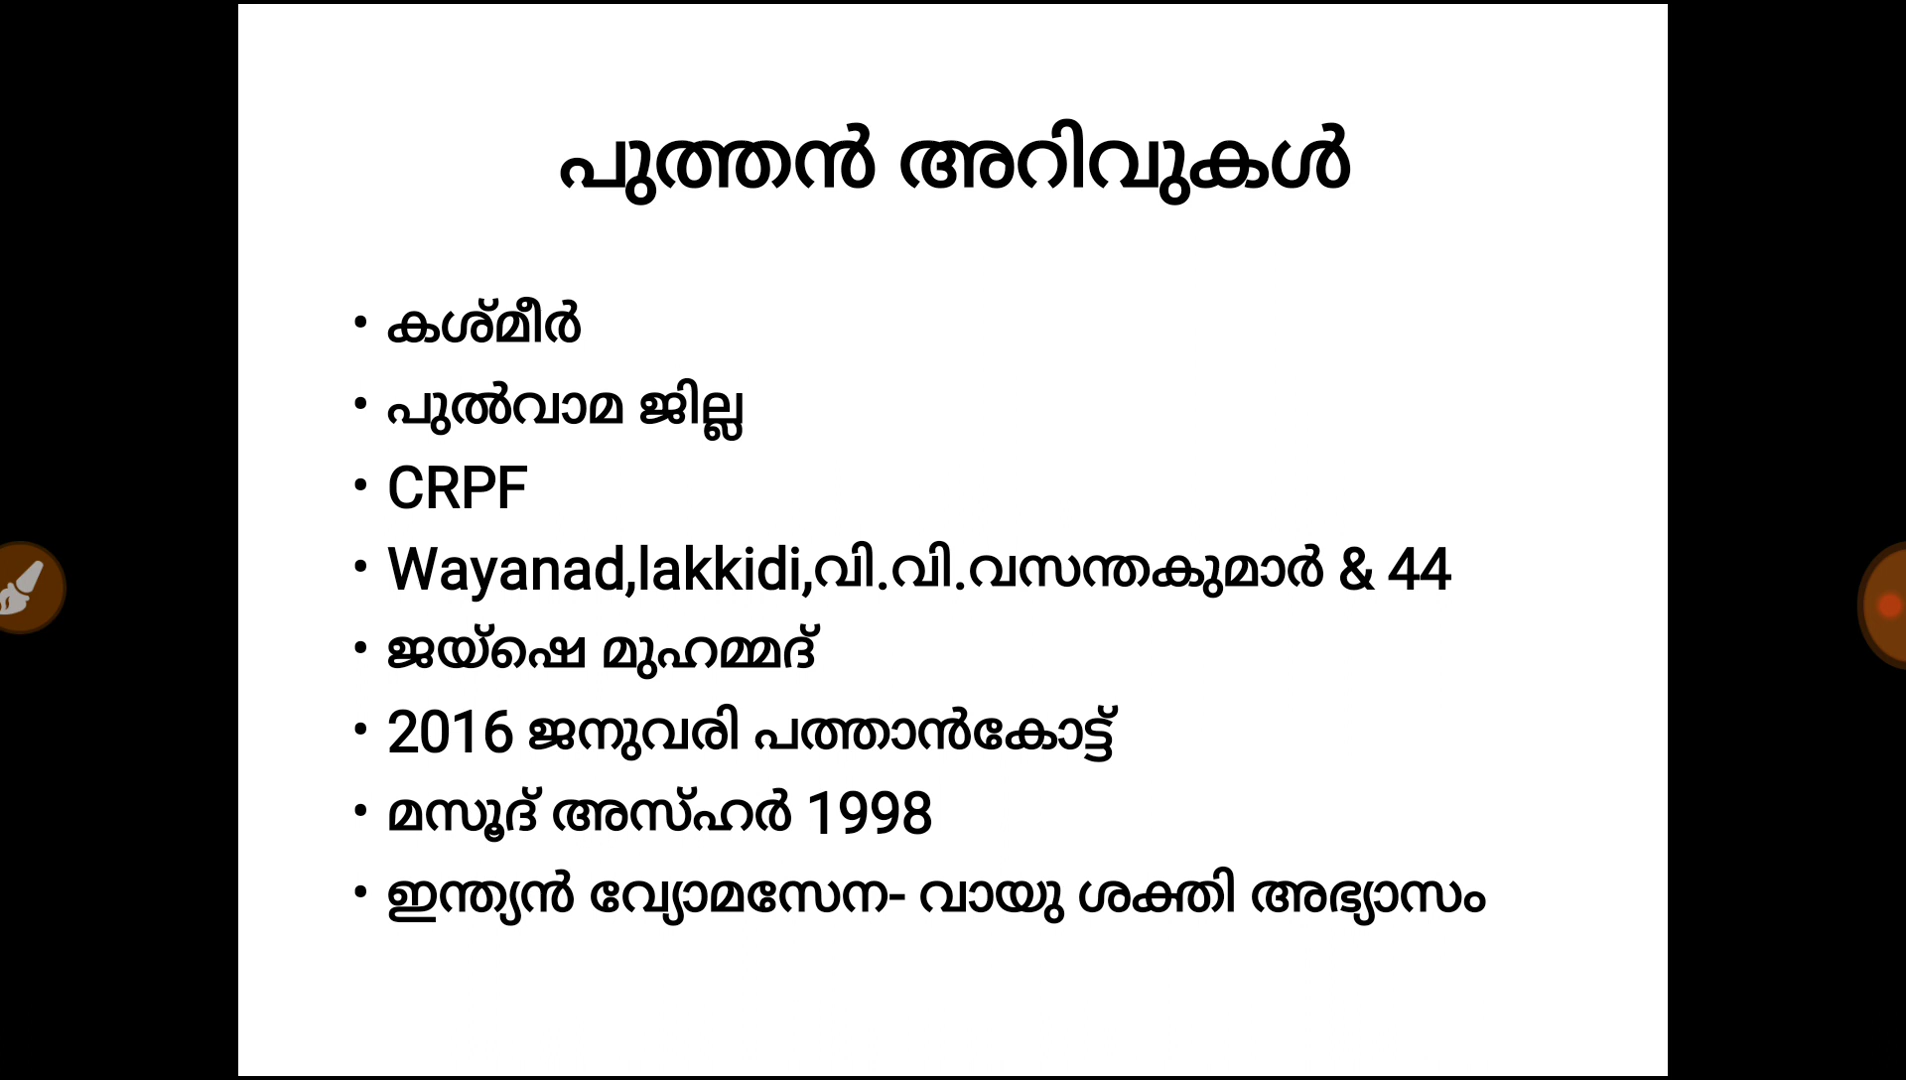 പുത്തൻ അറിവുകൾ
• കശ്മീർ
• പുൽവാമ ജില്ല
• CRPF
• Wayanad,lakkidi,വി.വി.വസന്തകുമാർ & 44
• ജയ്ഷെ മുഹമ്മദ്
• 2016 ജനുവരി പത്താൻകോട്ട്
• മസൂദ് അസ്ഹർ 1998
• ഇന്ത്യൻ വ്യോമസേന- വായു ശക്തി അഭ്യാസം